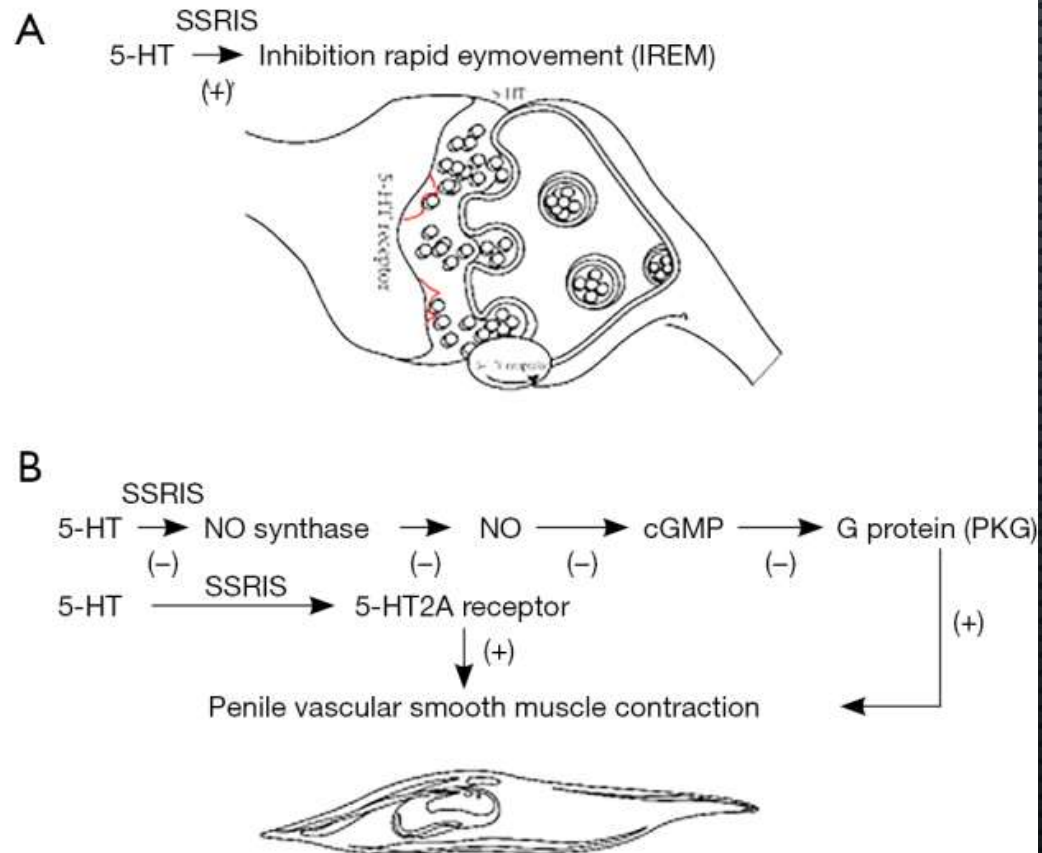 A
SSRIS
5-HT Inhibition rapid eymovement (IREM)
(+)
5-HT receptor
B
SSRIS
5-HT NO synthase NO cGMP G protein (PKG)
(–) (–) (–) (–)
SSRIS
5-HT 5-HT2A receptor
(+)
(+)
Penile vascular smooth muscle contraction